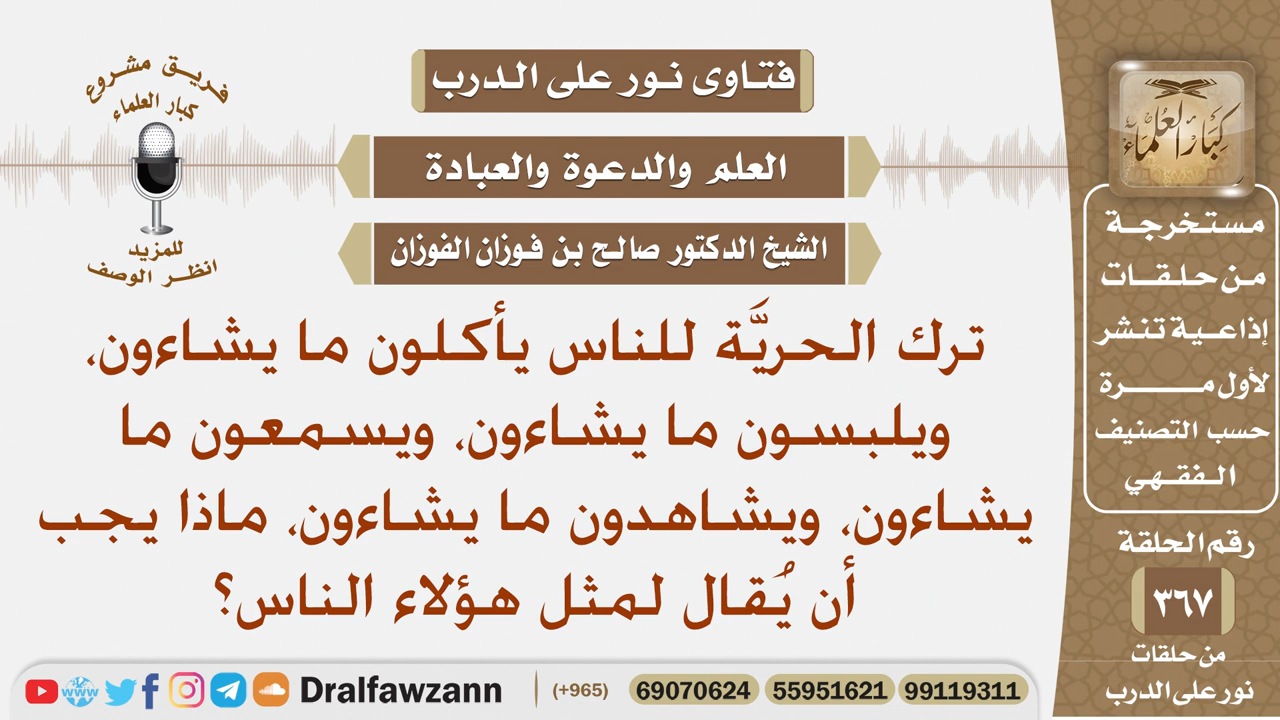 فريق مشروع
كبار العلماء
للمزيد
انظر الوصف
فتاوى نور على الدرب
العلم والدعوة والعبادة
الشيخ الدكتور صالح بن فوزان الفوزان
ترك الحريَّة للناس يأكلون ما يشاءون،
ويلبسون ما يشاءون، ويسمعون ما
يشاءون، ويشاهدون ما يشاءون، ماذا يجب
أن يُقال لمثل هؤلاء الناس؟
كبار العلماء
مستخرجة
من حلقات
إذاعية تنشر
لأول مرة
حسب التصنيف
الفقهي
رقم الحلقة
٣٦٧
من حلقات
نور على الدرب
www Dralfawzann (+965) 69070624 55951621 99119311